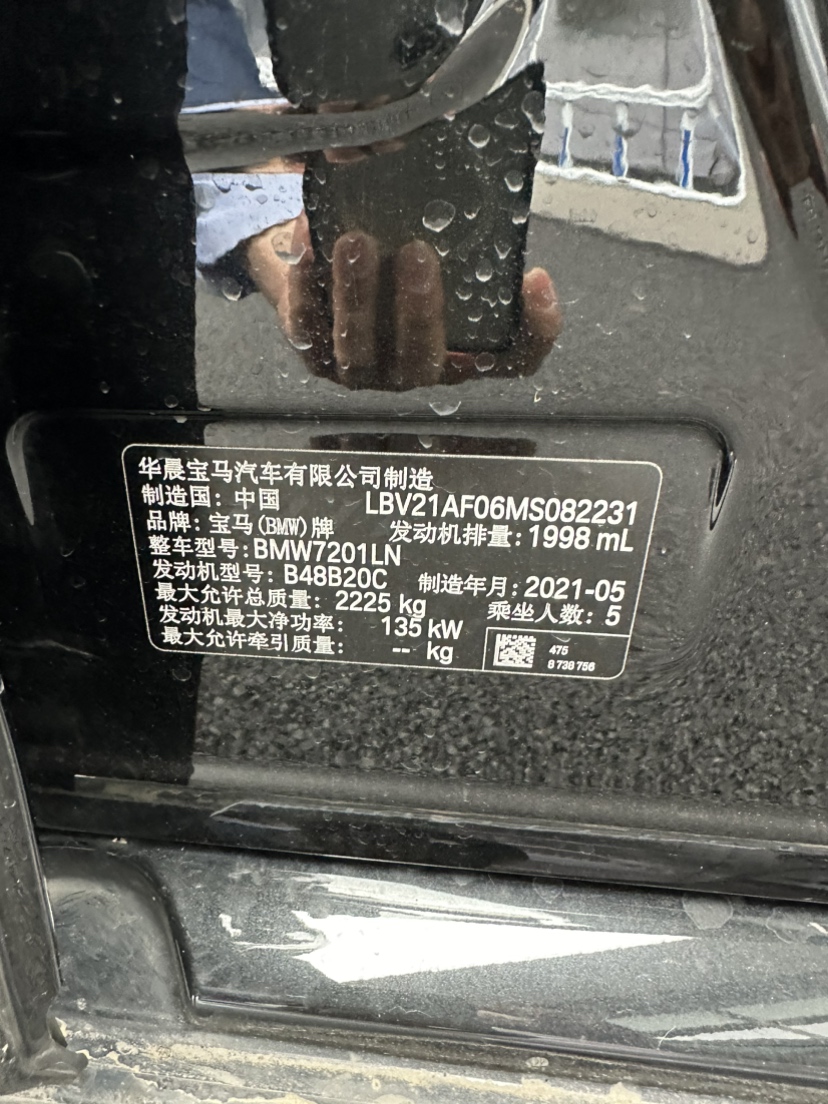 华晨宝马汽车有限公司制造
制造国: 中国 LBV21AF06MS082231
品牌: 宝马(BMW)牌 发动机排量: 1998 mL
整车型号: BMW7201LN
发动机型号: B48B20C 制造年月: 2021-05
最大允许总质量: 2225 kg 乘坐人数: 5
发动机最大净功率: 135 kW
最大允许牵引质量: -- kg
475
8 738 756